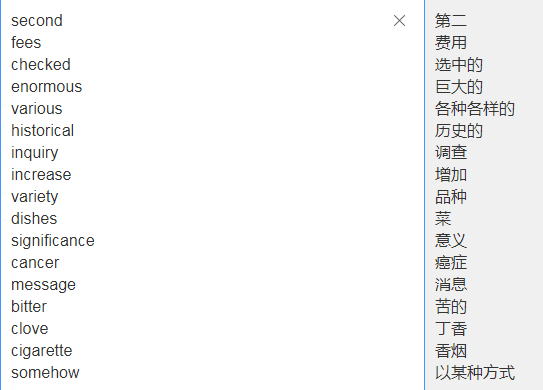 second
fees
checked
enormous
various
historical
inquiry
increase
variety
dishes
significance
cancer
message
bitter
clove
cigarette
somehow
第二
费用
选中的
巨大的
各种各样的
历史的
调查
增加
品种
菜
意义
癌症
消息
苦的
丁香
香烟
以某种方式